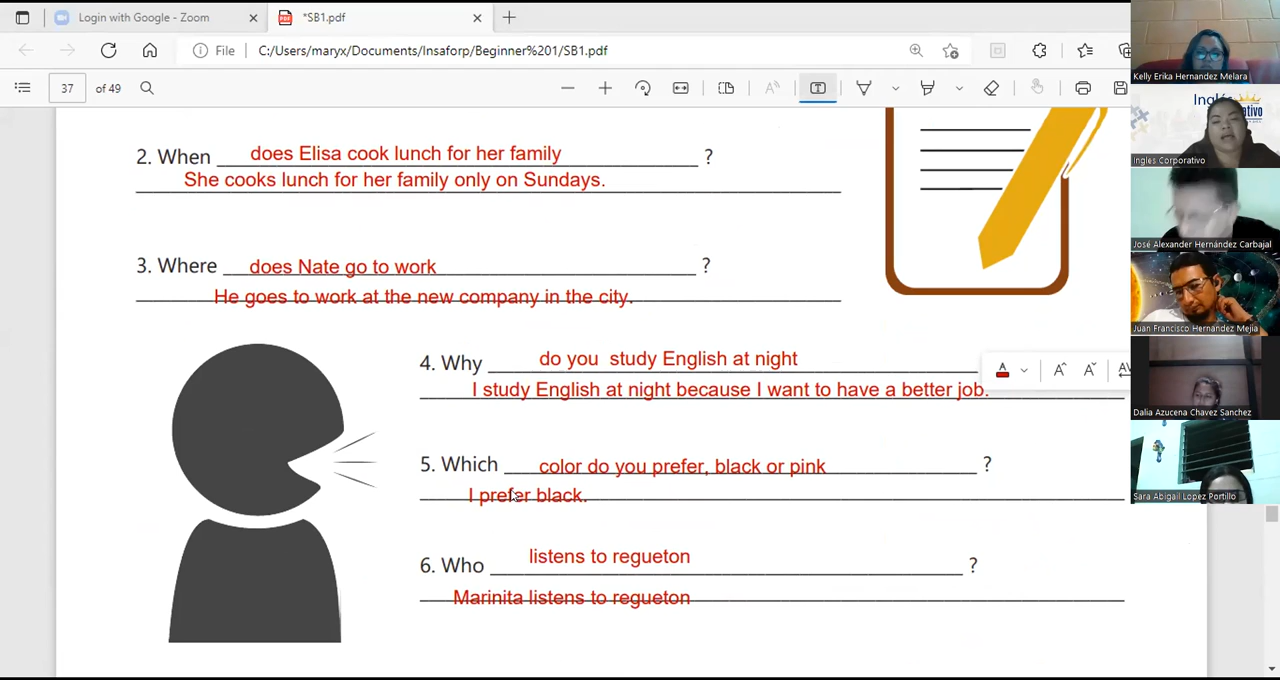 Login with Google - Zoom
*SB1.pdf
File
C:/Users/maryx/Documents/Insaforp/Beginner%201/SB1.pdf
37 of 49
2. When does Elisa cook lunch for her family ?
She cooks lunch for her family only on Sundays.
3. Where does Nate go to work ?
He goes to work at the new company in the city.
4. Why do you study English at night
I study English at night because I want to have a better job.
5. Which color do you prefer, black or pink ?
I prefer black.
6. Who listens to regueton ?
Marinita listens to regueton
Kelly Erika Hernandez Melara
Inglés
Ingles Corporativo
José Alexander Hernández Carbajal
Juan Francisco Hernandez Mejia
Dalia Azucena Chavez Sanchez
Sara Abigail Lopez Portillo